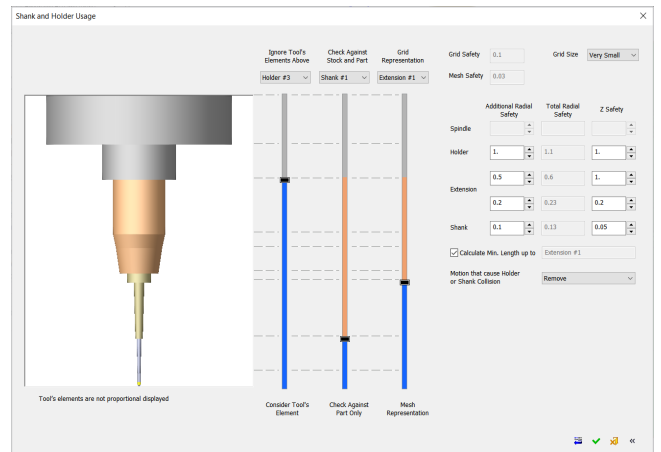 Shank and Holder Usage
Ignore Tool's Elements Above
Check Against Stock and Part
Grid Representation
Holder #3
Shank #1
Extension #1
Grid Safety 0.1 Grid Size Very Small
Mesh Safety 0.03
Additional Radial Safety
Total Radial Safety
Z Safety
Spindle
Holder 1. 1.1 1.
0.5 0.6 1.
Extension
0.2 0.23 0.2
Shank 0.1 0.13 0.05
Calculate Min. Length up to Extension #1
Motion that cause Holder or Shank Collision
Remove
Tool's elements are not proportional displayed
Consider Tool's Element
Check Against Part Only
Mesh Representation